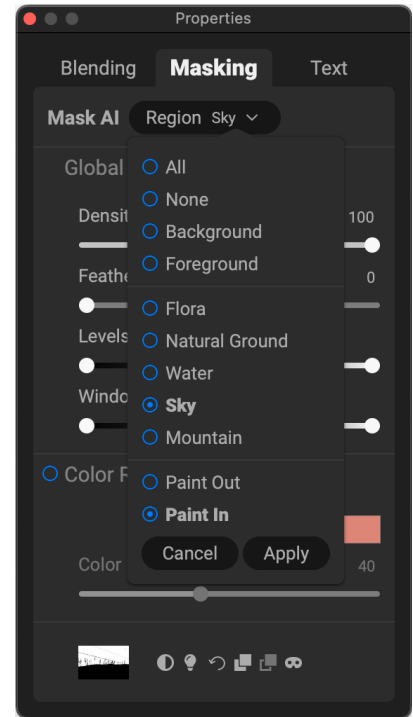 Properties
Blending Masking Text
Mask AI Region Sky
Global
All
None
Densit 100
Background
Foreground
Feathe 0
Flora
Levels
Natural Ground
Water
Windo
Sky
Mountain
Color R
Paint Out
Paint In
Cancel Apply
Color 40